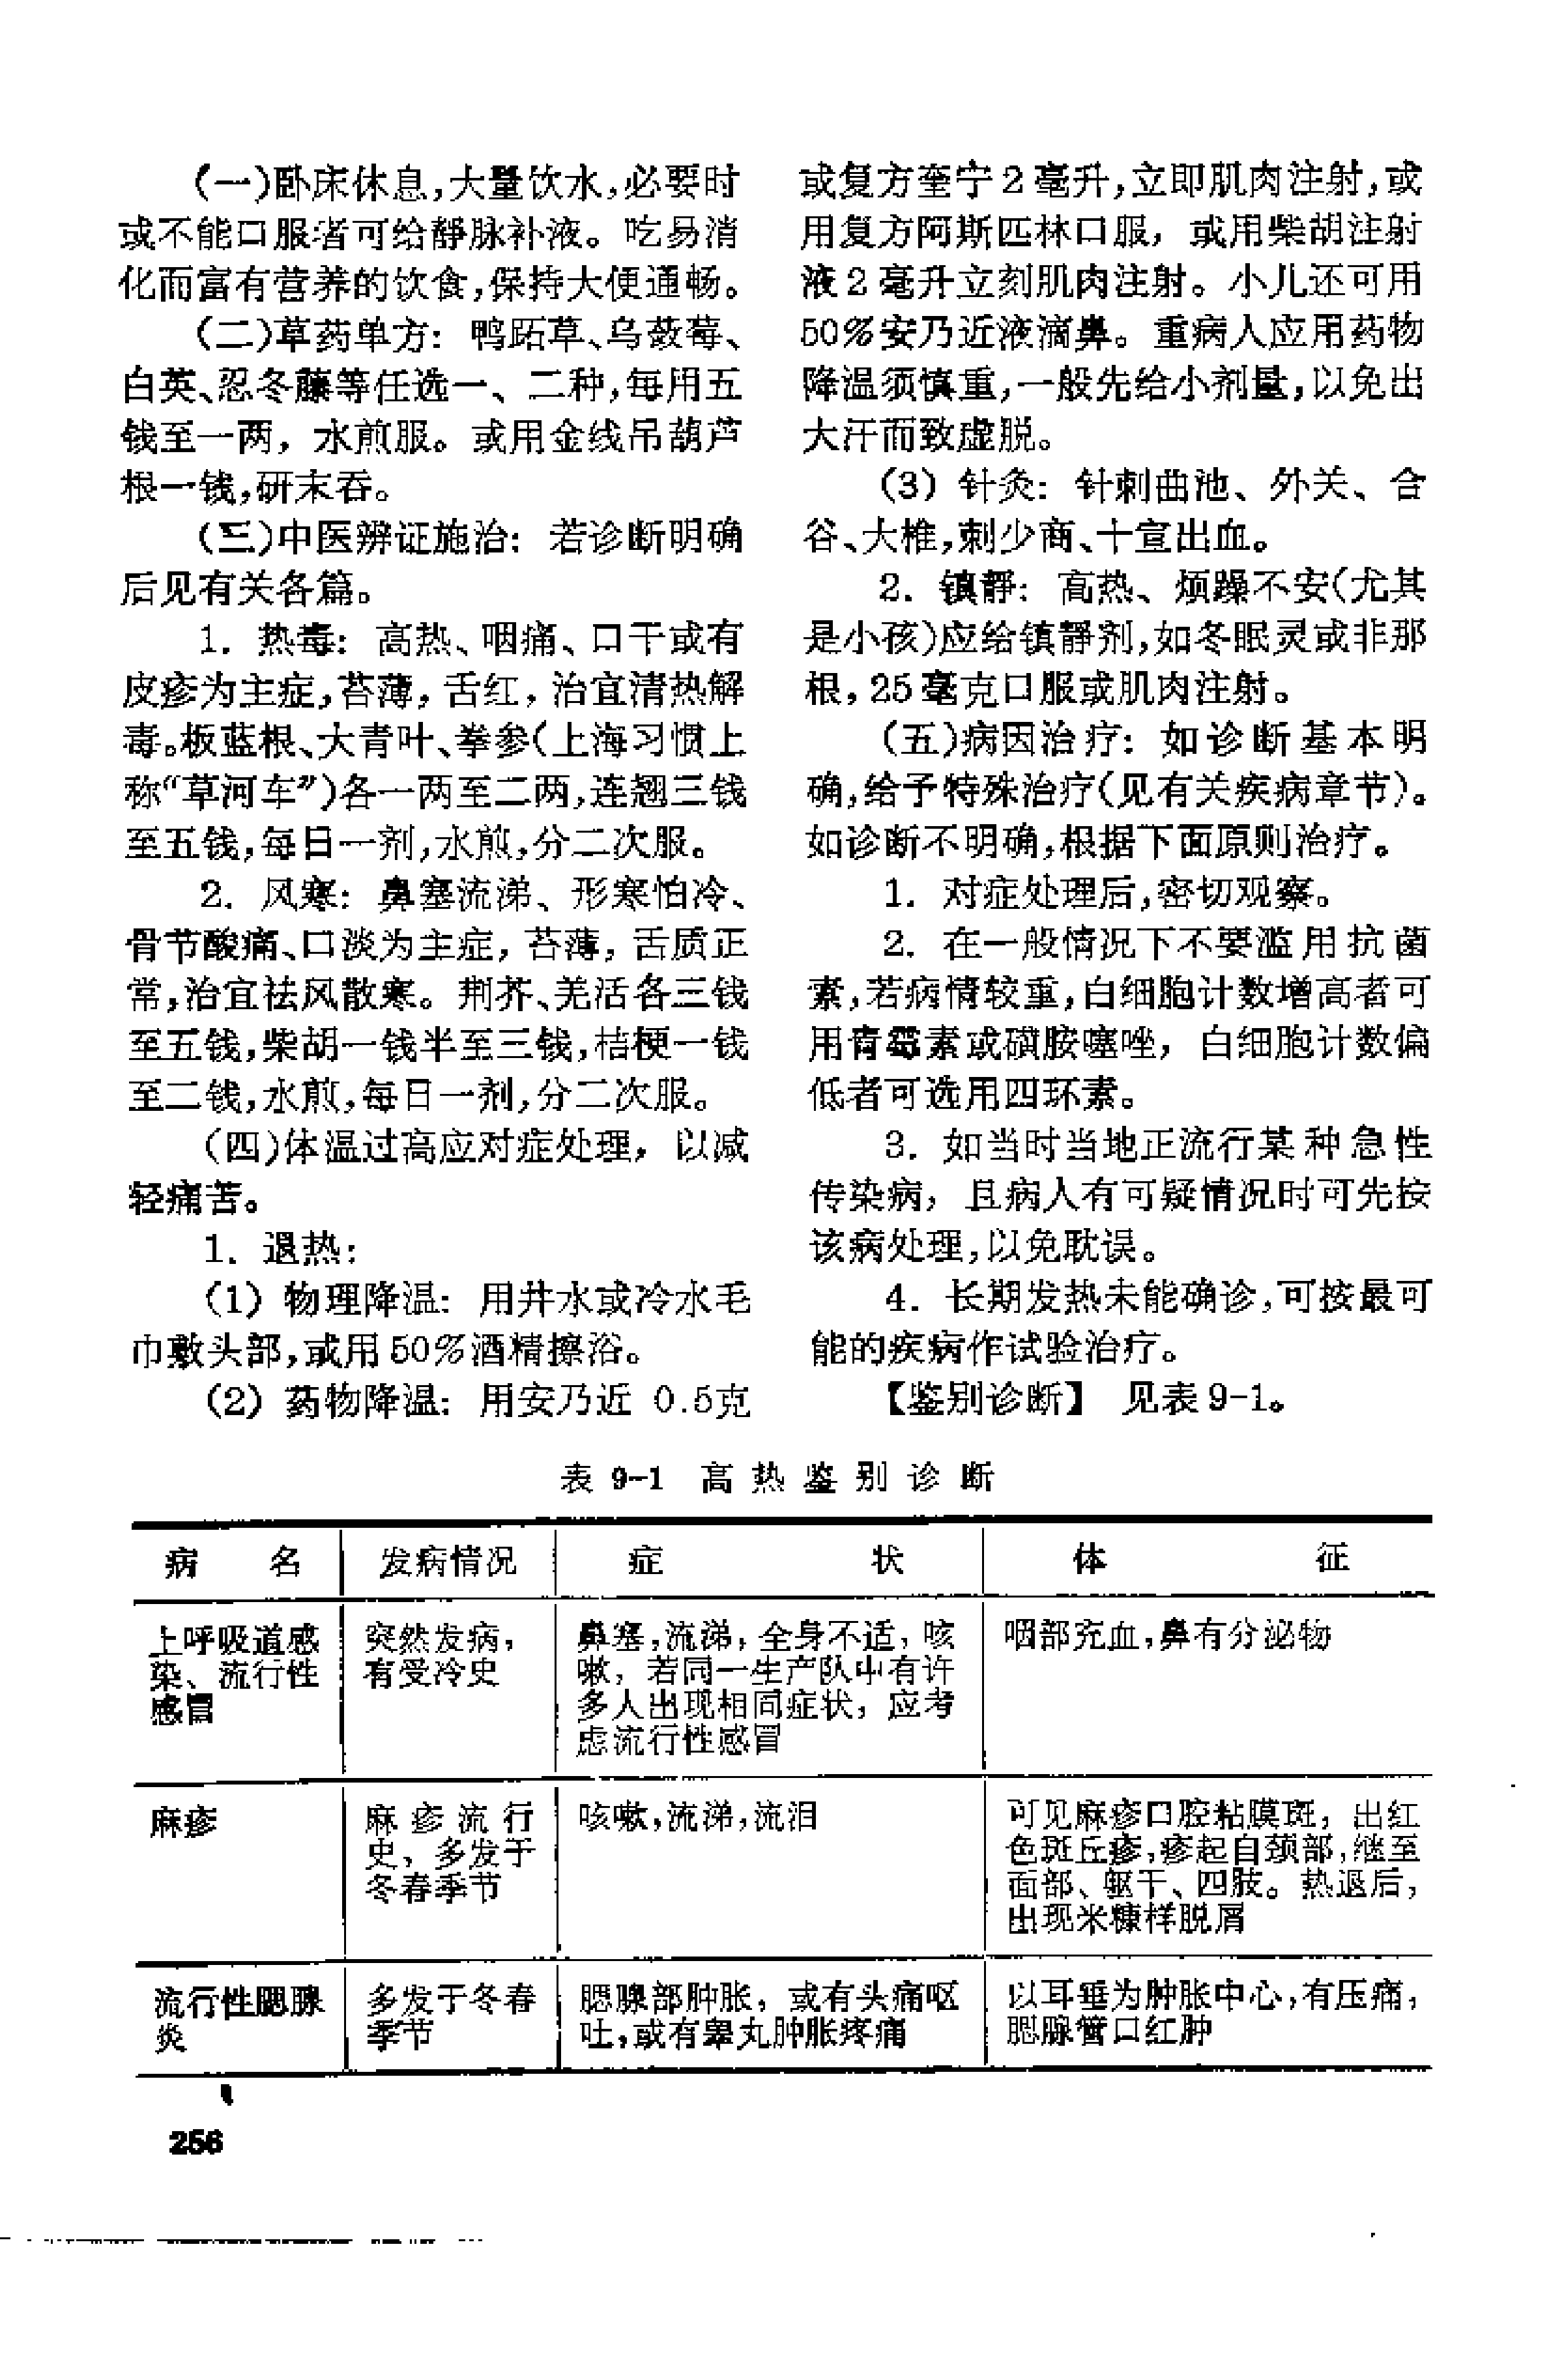 (一)卧床休息,大量饮水,必要时
或不能口服者可给静脉补液。吃易消
化而富有营养的饮食,保持大便通畅。
(二)草药单方：鸭跖草、乌蔹莓、
白英、忍冬藤等任选一、二种,每用五
钱至一两，水煎服。或用金线吊葫芦
根一钱,研末吞。
(三)中医辨证施治：若诊断明确
后见有关各篇。
1. 热毒：高热、咽痛、口干或有
皮疹为主症,苔薄，舌红，治宜清热解
毒。板蓝根、大青叶、拳参(上海习惯上
称“草河车”)各一两至二两,连翘三钱
至五钱,每日一剂,水煎,分二次服。
2. 风寒：鼻塞流涕、形寒怕冷、
骨节酸痛、口淡为主症，苔薄，舌质正
常,治宜祛风散寒。荆芥、羌活各三钱
至五钱,柴胡一钱半至三钱,桔梗一钱
至二钱,水煎,每日一剂,分二次服。
(四)体温过高应对症处理，以减
轻痛苦。
1. 退热：
(1) 物理降温：用井水或冷水毛
巾敷头部,或用50％酒精擦浴。
(2) 药物降温：用安乃近 0.5克
或复方奎宁2毫升,立即肌肉注射,或
用复方阿斯匹林口服，或用柴胡注射
液2毫升立刻肌肉注射。小儿还可用
50％安乃近液滴鼻。重病人应用药物
降温须慎重,一般先给小剂量,以免出
大汗而致虚脱。
(3) 针灸：针刺曲池、外关、合
谷、大椎,刺少商、十宣出血。
2. 镇静：高热、烦躁不安(尤其
是小孩)应给镇静剂,如冬眠灵或非那
根，25毫克口服或肌肉注射。
(五)病因治疗：如诊断基本明
确,给予特殊治疗(见有关疾病章节)。
如诊断不明确,根据下面原则治疗。
1. 对症处理后,密切观察。
2. 在一般情况下不要滥用抗菌
素,若病情较重,白细胞计数增高者可
用青霉素或磺胺噻唑，白细胞计数偏
低者可选用四环素。
3. 如当时当地正流行某种急性
传染病，且病人有可疑情况时可先按
该病处理,以免耽误。
4. 长期发热未能确诊,可按最可
能的疾病作试验治疗。
【鉴别诊断】 见表9-1。
表 9-1 高热鉴别诊断
病名 发病情况 症状 体征
上呼吸道感
染、流行性
感冒
突然发病，
有受冷史
鼻塞,流涕，全身不适，咳
嗽，若同一生产队中有许
多人出现相同症状，应考
虑流行性感冒
咽部充血,鼻有分泌物
麻疹
麻疹流行
史，多发于
冬春季节
咳嗽,流涕,流泪
可见麻疹口腔粘膜斑，出红
色斑丘疹,疹起自颈部,继至
面部、躯干、四肢。热退后，
出现米糠样脱屑
流行性腮腺
炎
多发于冬春
季节
腮腺部肿胀，或有头痛呕
吐,或有睾丸肿胀疼痛
以耳垂为肿胀中心,有压痛，
腮腺管口红肿
256